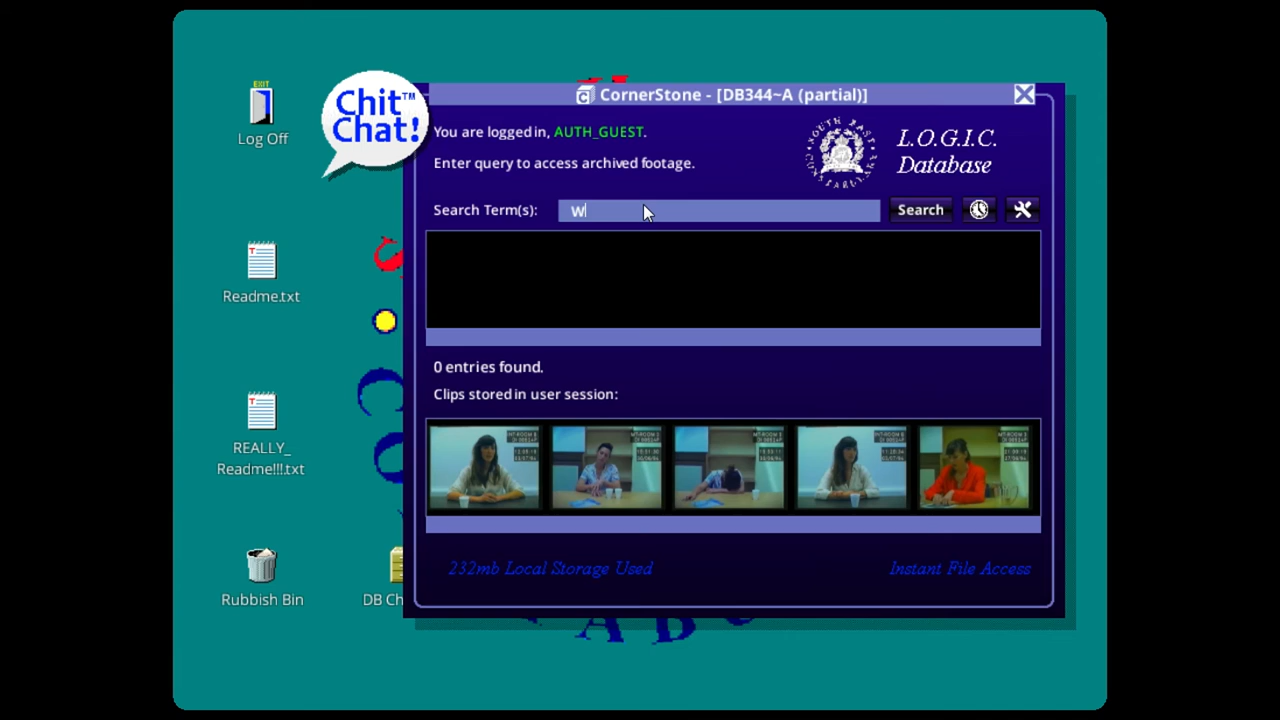 EXIT
Log Off
Chit™
Chat!
CornerStone - [DB344~A (partial)]
You are logged in, AUTH_GUEST.
Enter query to access archived footage.
L.O.G.I.C.
Database
Search Term(s):
W
Search
Readme.txt
0 entries found.
Clips stored in user session:
REALLY_
Readme!!!.txt
232mb Local Storage Used
Instant File Access
Rubbish Bin
DB Ch